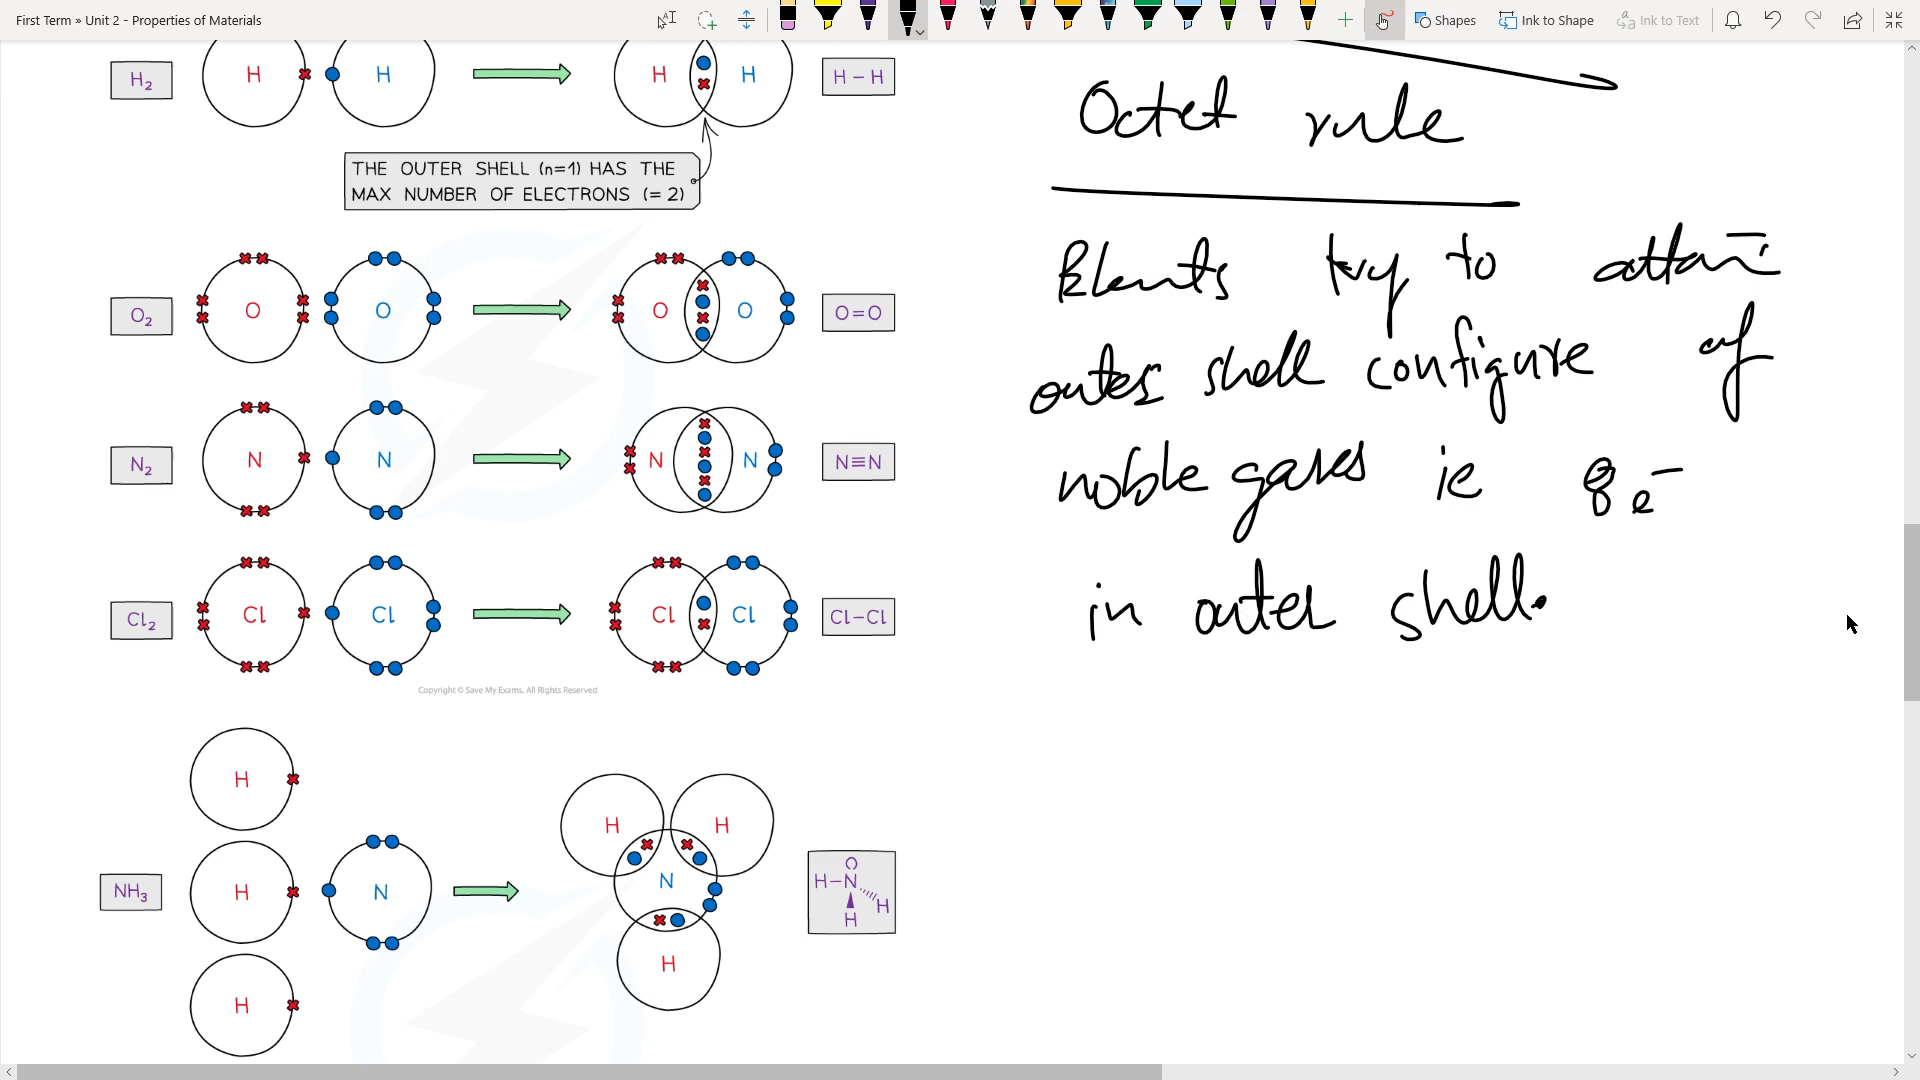 First Term » Unit 2 - Properties of Materials
Shapes
Ink to Shape
Ink to Text
H₂
H
H
H
H
H – H
THE OUTER SHELL (n=1) HAS THE
MAX NUMBER OF ELECTRONS (= 2)
O₂
O
O
O
O
O=O
N₂
N
N
N
N
N≡N
Cl₂
Cl
Cl
Cl
Cl
Cl–Cl
Copyright © Save My Exams. All Rights Reserved
H
H
H
NH₃
N
H
H
N
H
H–N
H
H
Octet rule
try to
outer shell configure of
noble gases ie 8 e⁻
in outer shell.